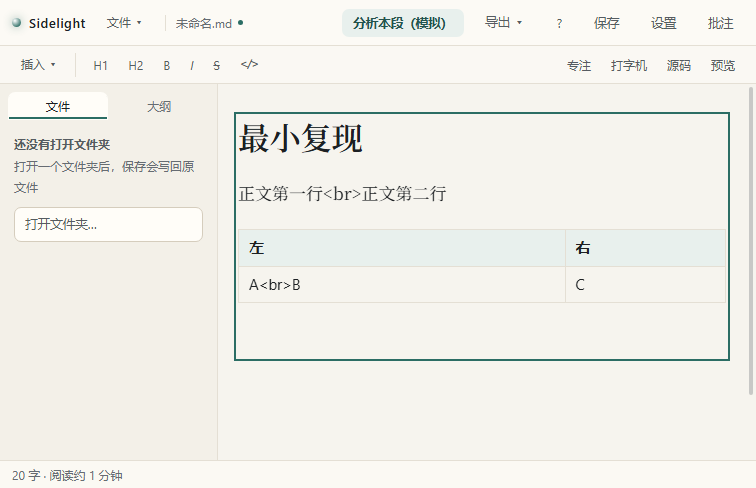 Sidelight 文件 ▾ 未命名.md 分析本段（模拟） 导出 ▾ ? 保存 设置 批注
插入 ▾ H1 H2 B I S </> 专注 打字机 源码 预览
文件 大纲
还没有打开文件夹
打开一个文件夹后，保存会写回原
文件
打开文件夹...
最小复现
正文第一行<br>正文第二行
左 右
A<br>B C
20 字 · 阅读约 1 分钟